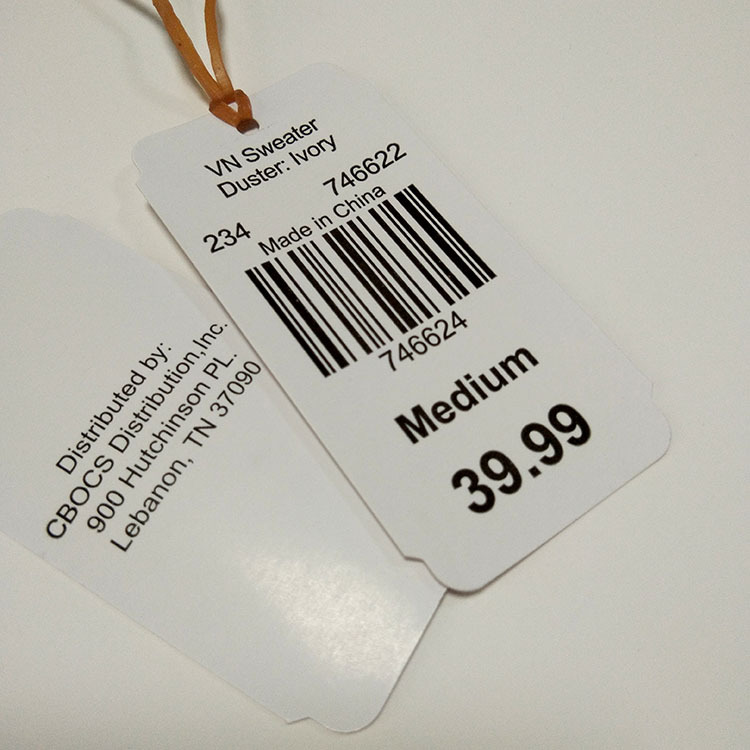 VN Sweater
Duster: Ivory
234 746622
Made in China
746624
Medium
39.99
Distributed by:
CBOCS Distribution,Inc.
900 Hutchinson PL.
Lebanon, TN 37090